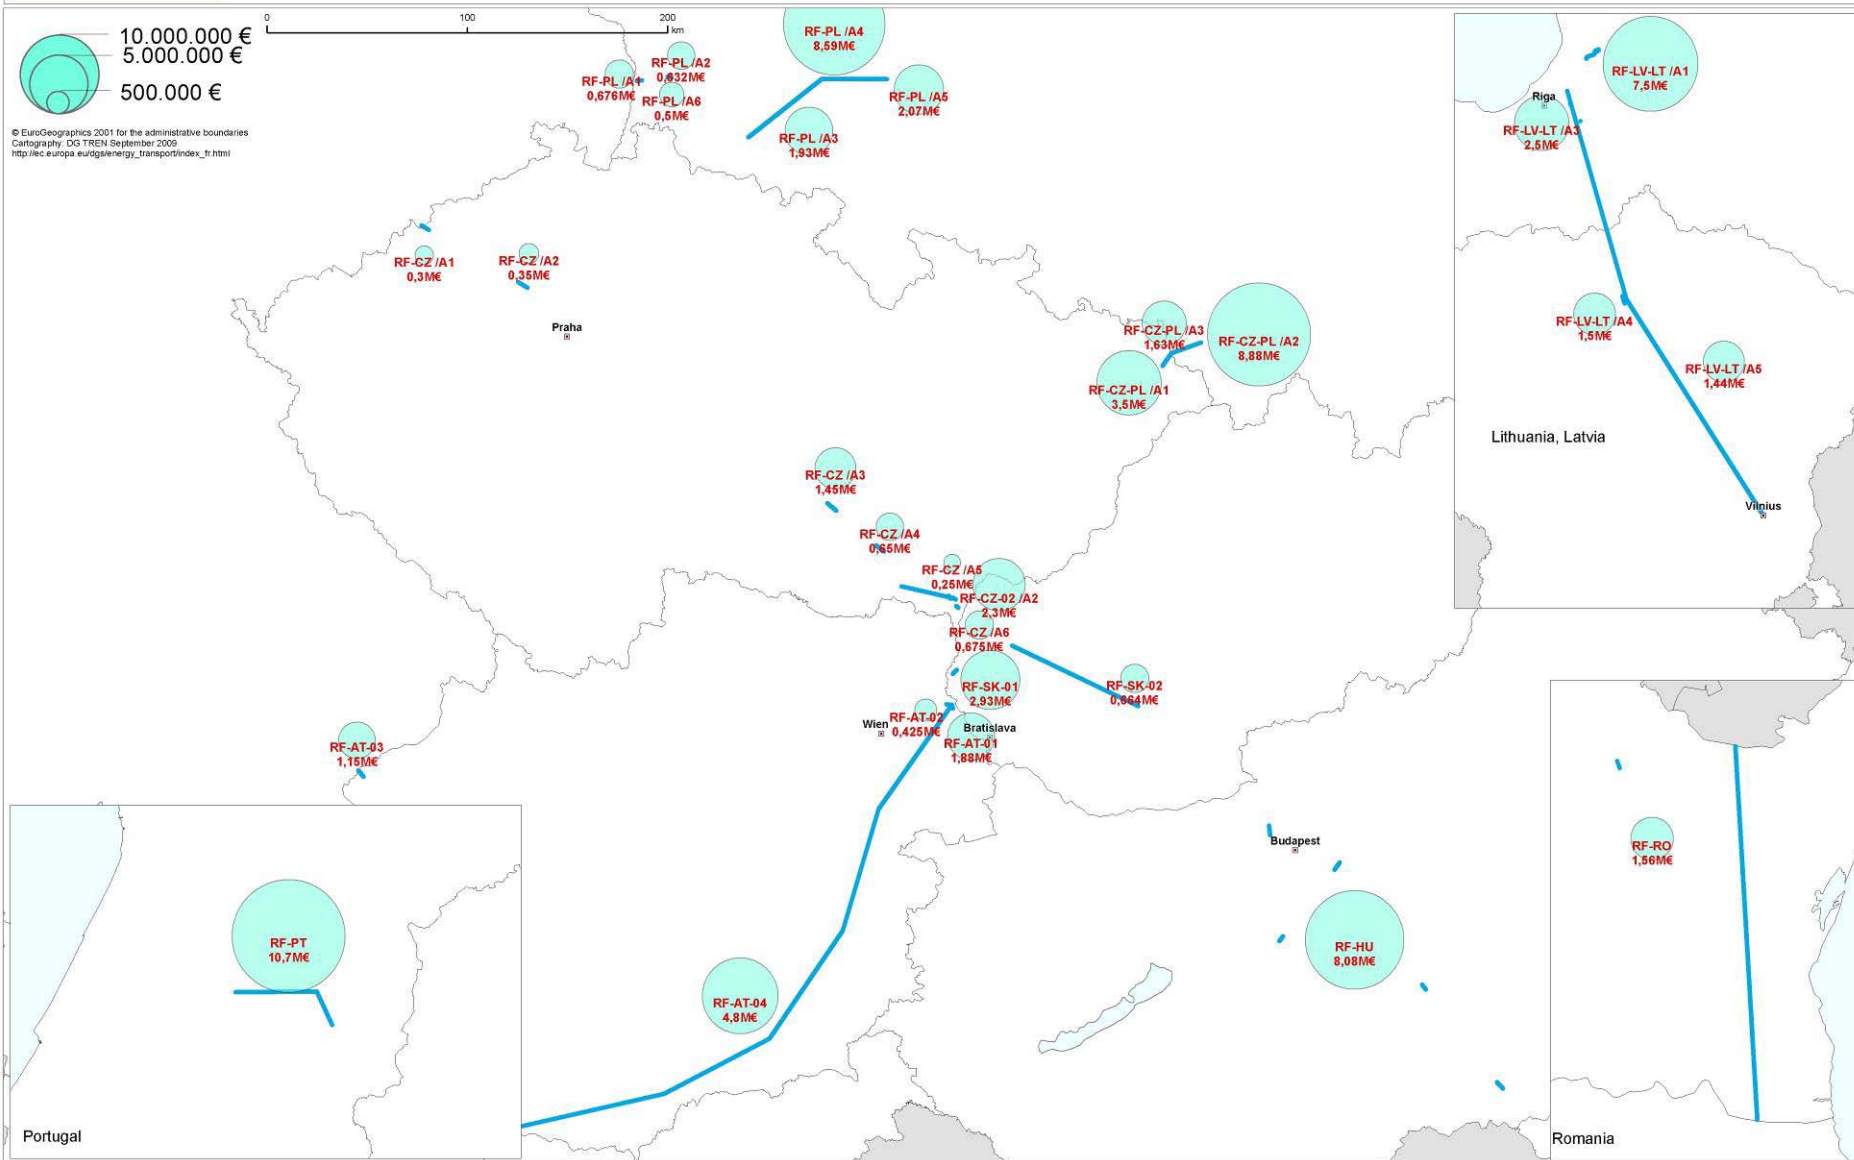 0 100 200
km
10.000.000 €
5.000.000 €
500.000 €
© EuroGeographics 2001 for the administrative boundaries
Cartography: DG TREN September 2009
http://ec.europa.eu/dgs/energy_transport/index_fr.html
RF-PL /A4
8,59M€
RF-PL /A2
0,632M€
RF-PL /A1
0,676M€
RF-PL /A6
0,5M€
RF-PL /A5
2,07M€
RF-PL /A3
1,93M€
RF-CZ /A1
0,3M€
RF-CZ /A2
0,35M€
Praha
RF-CZ-PL /A3
1,63M€
RF-CZ-PL /A2
8,88M€
RF-CZ-PL /A1
3,5M€
RF-CZ /A3
1,45M€
RF-CZ /A4
0,65M€
RF-CZ /A5
0,25M€
RF-CZ-02 /A2
2,3M€
RF-CZ /A6
0,675M€
RF-SK-01
2,93M€
RF-SK-02
0,664M€
Wien
RF-AT-02
0,425M€
Bratislava
RF-AT-01
1,88M€
RF-AT-03
1,15M€
Budapest
RF-HU
8,08M€
RF-AT-04
4,8M€
RF-PT
10,7M€
Portugal
RF-LV-LT /A1
7,5M€
Riga
RF-LV-LT /A3
2,5M€
RF-LV-LT /A4
1,5M€
RF-LV-LT /A5
1,44M€
Lithuania, Latvia
Vilnius
RF-RO
1,56M€
Romania